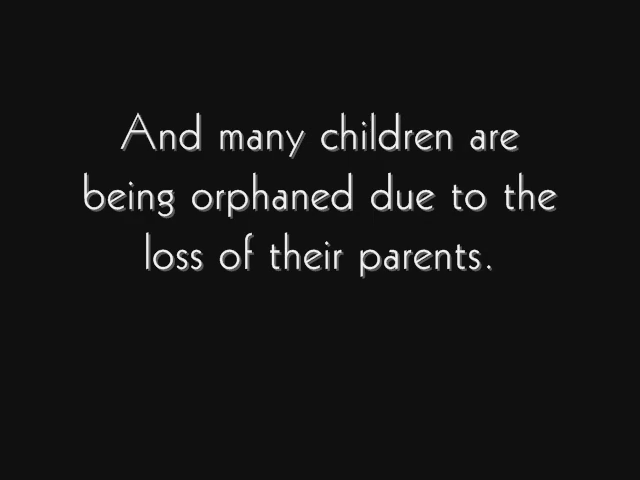 And many children are
being orphaned due to the
loss of their parents.